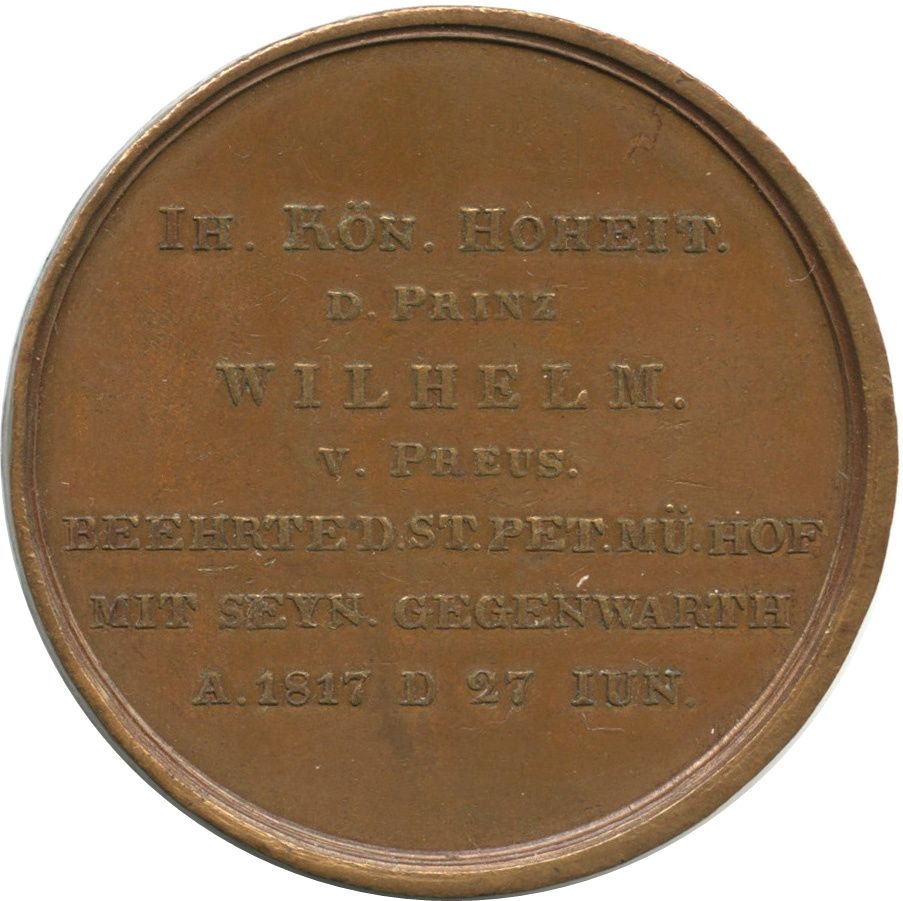 IH. KÖN. HOHEIT.
D. PRINZ
WILHELM.
V. PREUS.
BEEHRTE D. ST. PET. MÜ. HOF
MIT SEYN. GEGENWARTH
A. 1817 D 27 IUN.